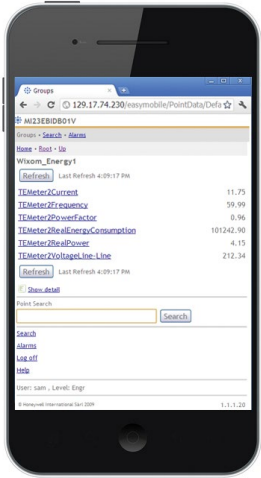 Groups
129.17.74.230/easymobile/PointData/Defa
MI23EBIDB01V
Groups • Search • Alarms
Home • Root • Up
Wixom_Energy1
Refresh Last Refresh 4:09:17 PM
TEMeter2Current 11.75
TEMeter2Frequency 59.99
TEMeter2PowerFactor 0.96
TEMeter2RealEnergyConsumption 101242.90
TEMeter2RealPower 4.15
TEMeter2VoltageLine-Line 212.34
Refresh Last Refresh 4:09:17 PM
Show detail
Point Search
Search
Search
Alarms
Log off
Help
User: sam , Level: Engr
© Honeywell International Sarl 2009 1.1.1.20